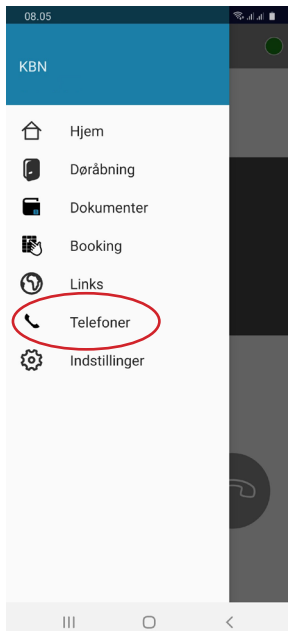 08.05
KBN
Hjem
Døråbning
Dokumenter
Booking
Links
Telefoner
Indstillinger